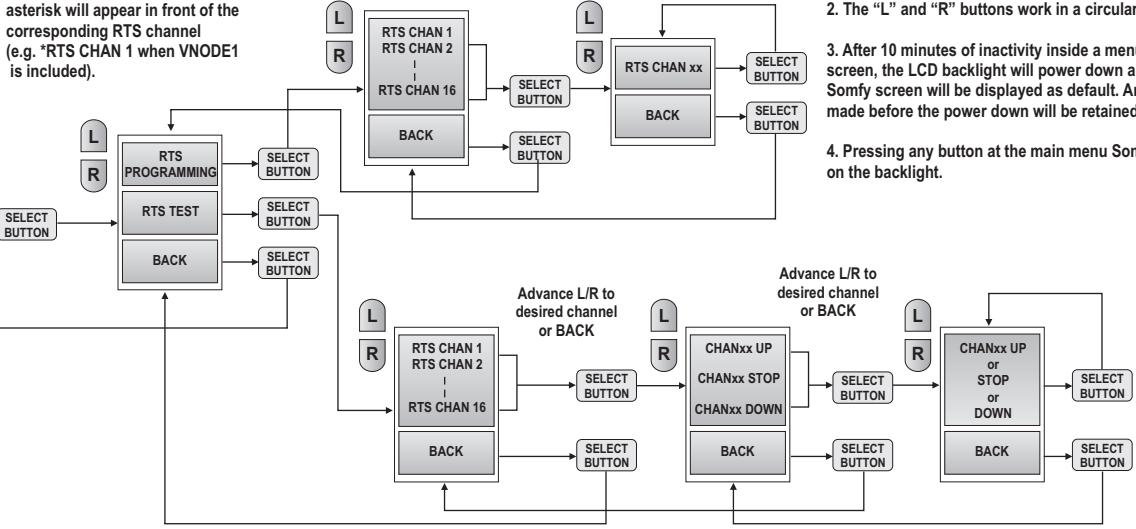 asterisk will appear in front of the
corresponding RTS channel
(e.g. *RTS CHAN 1 when VNODE1
is included).
2. The “L” and “R” buttons work in a circular
3. After 10 minutes of inactivity inside a menu
screen, the LCD backlight will power down a
Somfy screen will be displayed as default. An
made before the power down will be retained
4. Pressing any button at the main menu Som
on the backlight.
L
R
RTS CHAN 1
RTS CHAN 2
RTS CHAN 16
BACK
SELECT
BUTTON
SELECT
BUTTON
L
R
RTS CHAN xx
BACK
SELECT
BUTTON
SELECT
BUTTON
SELECT
BUTTON
L
R
RTS
PROGRAMMING
RTS TEST
BACK
SELECT
BUTTON
SELECT
BUTTON
SELECT
BUTTON
L
R
RTS CHAN 1
RTS CHAN 2
RTS CHAN 16
BACK
Advance L/R to
desired channel
or BACK
SELECT
BUTTON
SELECT
BUTTON
L
R
CHANxx UP
CHANxx STOP
CHANxx DOWN
BACK
Advance L/R to
desired channel
or BACK
SELECT
BUTTON
SELECT
BUTTON
L
R
CHANxx UP
or
STOP
or
DOWN
BACK
SELECT
BUTTON
SELECT
BUTTON